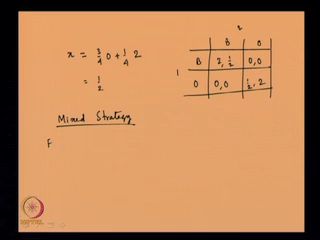 x = 3/4 0 + 1/4 2
= 1/2
2
B O
1 B 2, 1/2 0,0
O 0,0 1/2, 2
Mixed Strategy
F